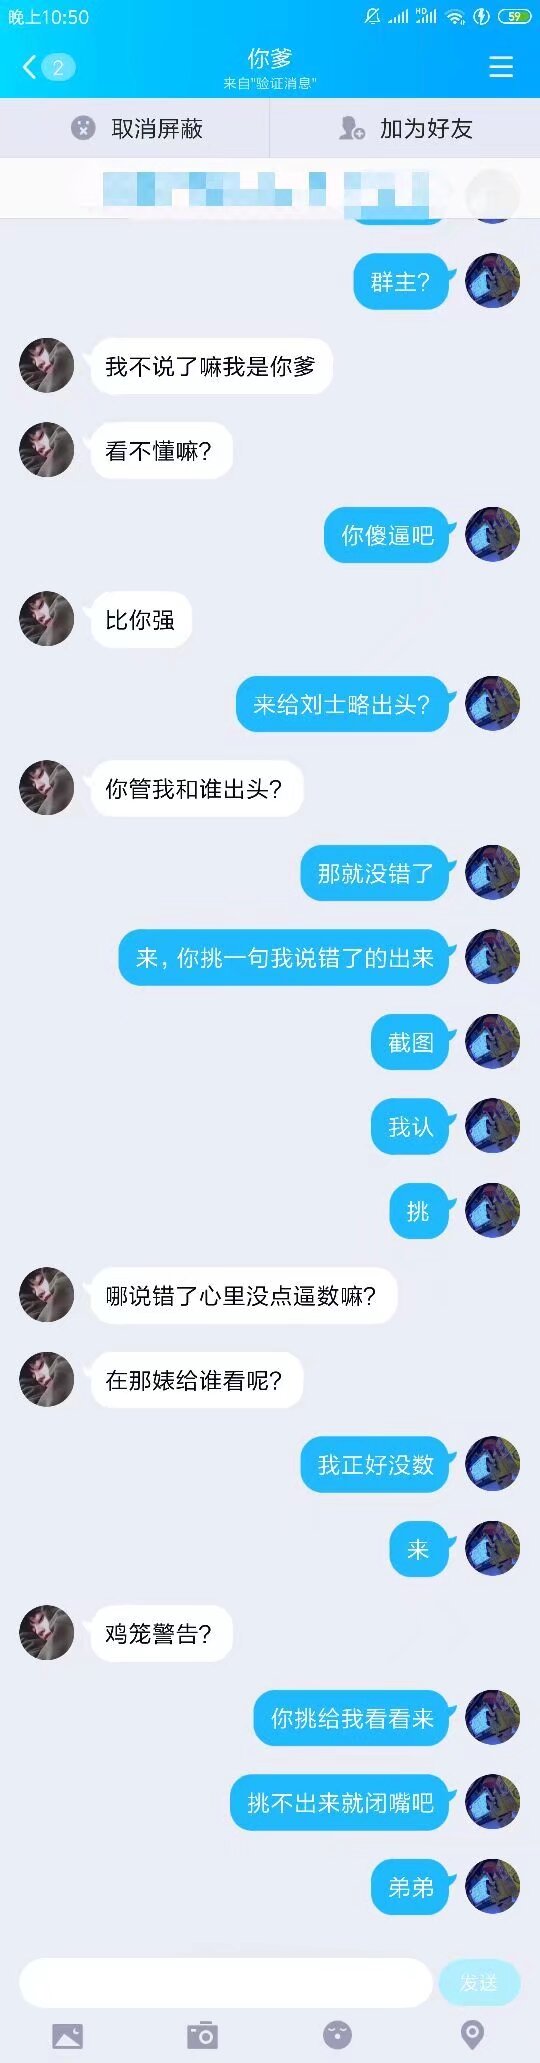 晚上10:50
HD
59
2
你爹
来自"验证消息"
取消屏蔽
加为好友
群主?
我不说了嘛我是你爹
看不懂嘛?
你傻逼吧
比你强
来给刘士略出头?
你管我和谁出头?
那就没错了
来,你挑一句我说错了的出来
截图
我认
挑
哪说错了心里没点逼数嘛?
在那婊给谁看呢?
我正好没数
来
鸡笼警告?
你挑给我看看来
挑不出来就闭嘴吧
弟弟
发送